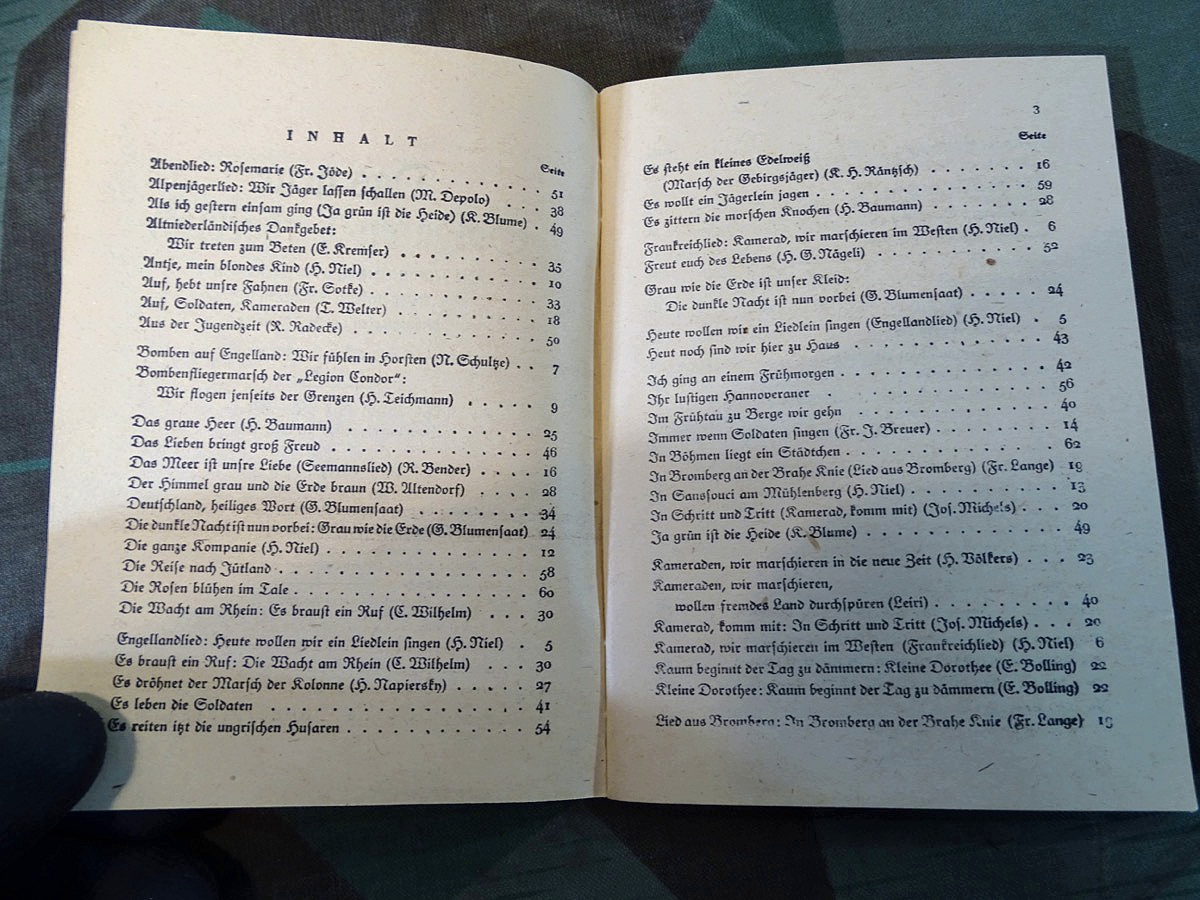 INHALT
Seite
Abendlied: Rosemarie (Fr. Jöde) . . . . . . . . . . . 51
Alpenjägerlied: Wir Jäger lassen schallen (M. Depolo) . . . 38
Als ich gestern einsam ging (Ja grün ist die Heide) (K. Blume) . 49
Altniederländisches Dankgebet:
Wir treten zum Beten (E. Kremser) . . . . . . . . . 35
Antje, mein blondes Kind (H. Niel) . . . . . . . . . . 10
Auf, hebt unsre Fahnen (Fr. Sotke) . . . . . . . . . . 33
Auf, Soldaten, Kameraden (T. Welter) . . . . . . . . . 18
Aus der Jugendzeit (R. Radecke) . . . . . . . . . . . 50
Bomben auf Engelland: Wir fühlen in Horsten (N. Schultze) . . 7
Bombenfliegermarsch der „Legion Condor“:
Wir flogen jenseits der Grenzen (H. Teichmann) . . . . . 9
Das graue Heer (H. Baumann) . . . . . . . . . . . 25
Das Lieben bringt groß Freud . . . . . . . . . . . . 46
Das Meer ist unsre Liebe (Seemannslied) (R. Bender) . . . . 16
Der Himmel grau und die Erde braun (W. Altendorf) . . . . 28
Deutschland, heiliges Wort (G. Blumensaat) . . . . . . . 34
Die dunkle Nacht ist nun vorbei: Grau wie die Erde (G. Blumensaat) 24
Die ganze Kompanie (H. Niel) . . . . . . . . . . . . 12
Die Reise nach Jütland . . . . . . . . . . . . . . 58
Die Rosen blühen im Tale . . . . . . . . . . . . . 60
Die Wacht am Rhein: Es braust ein Ruf (C. Wilhelm) . . . . 30
Engellandlied: Heute wollen wir ein Liedlein singen (H. Niel) . 5
Es braust ein Ruf: Die Wacht am Rhein (C. Wilhelm) . . . . 30
Es dröhnet der Marsch der Kolonne (H. Napiersky) . . . . . 27
Es leben die Soldaten . . . . . . . . . . . . . . 41
Es reiten itzt die ungrischen Husaren . . . . . . . . . . 54
3
Seite
Es steht ein kleines Edelweiß
(Marsch der Gebirgsjäger) (K. H. Räntzsch) . . . . . . . 16
Es wollt ein Jägerlein jagen . . . . . . . . . . . . 59
Es zittern die morschen Knochen (H. Baumann) . . . . . . 28
Frankreichlied: Kamerad, wir marschieren im Westen (H. Niel) . 6
Freut euch des Lebens (H. G. Nägeli) . . . . . . . . . 52
Grau wie die Erde ist unser Kleid:
Die dunkle Nacht ist nun vorbei (G. Blumensaat) . . . . . 24
Heute wollen wir ein Liedlein singen (Engellandlied) (H. Niel) . 5
Heut noch sind wir hier zu Haus . . . . . . . . . . . 43
Ich ging an einem Frühmorgen . . . . . . . . . . . . 42
Ihr lustigen Hannoveraner . . . . . . . . . . . . . 56
Im Frühtau zu Berge wir gehn . . . . . . . . . . . . 40
Immer wenn Soldaten singen (Fr. J. Breuer) . . . . . . . 14
In Böhmen liegt ein Städtchen . . . . . . . . . . . . 62
In Bromberg an der Brahe Knie (Lied aus Bromberg) (Fr. Lange) 19
In Sanssouci am Mühlenberg (H. Niel) . . . . . . . . . 13
In Schritt und Tritt (Kamerad, komm mit) (Jos. Michels) . . . 20
Ja grün ist die Heide (K. Blume) . . . . . . . . . . . 49
Kameraden, wir marschieren in die neue Zeit (H. Völkers) . . . 23
Kameraden, wir marschieren,
wollen fremdes Land durchspüren (Leiri) . . . . . . . . 40
Kamerad, komm mit: In Schritt und Tritt (Jos. Michels) . . . . 20
Kamerad, wir marschieren im Westen (Frankreichlied) (H. Niel) 6
Kaum beginnt der Tag zu dämmern: Kleine Dorothee (E. Bolling) 22
Kleine Dorothee: Kaum beginnt der Tag zu dämmern (E. Bolling) 22
Lied aus Bromberg: In Bromberg an der Brahe Knie (Fr. Lange) 19